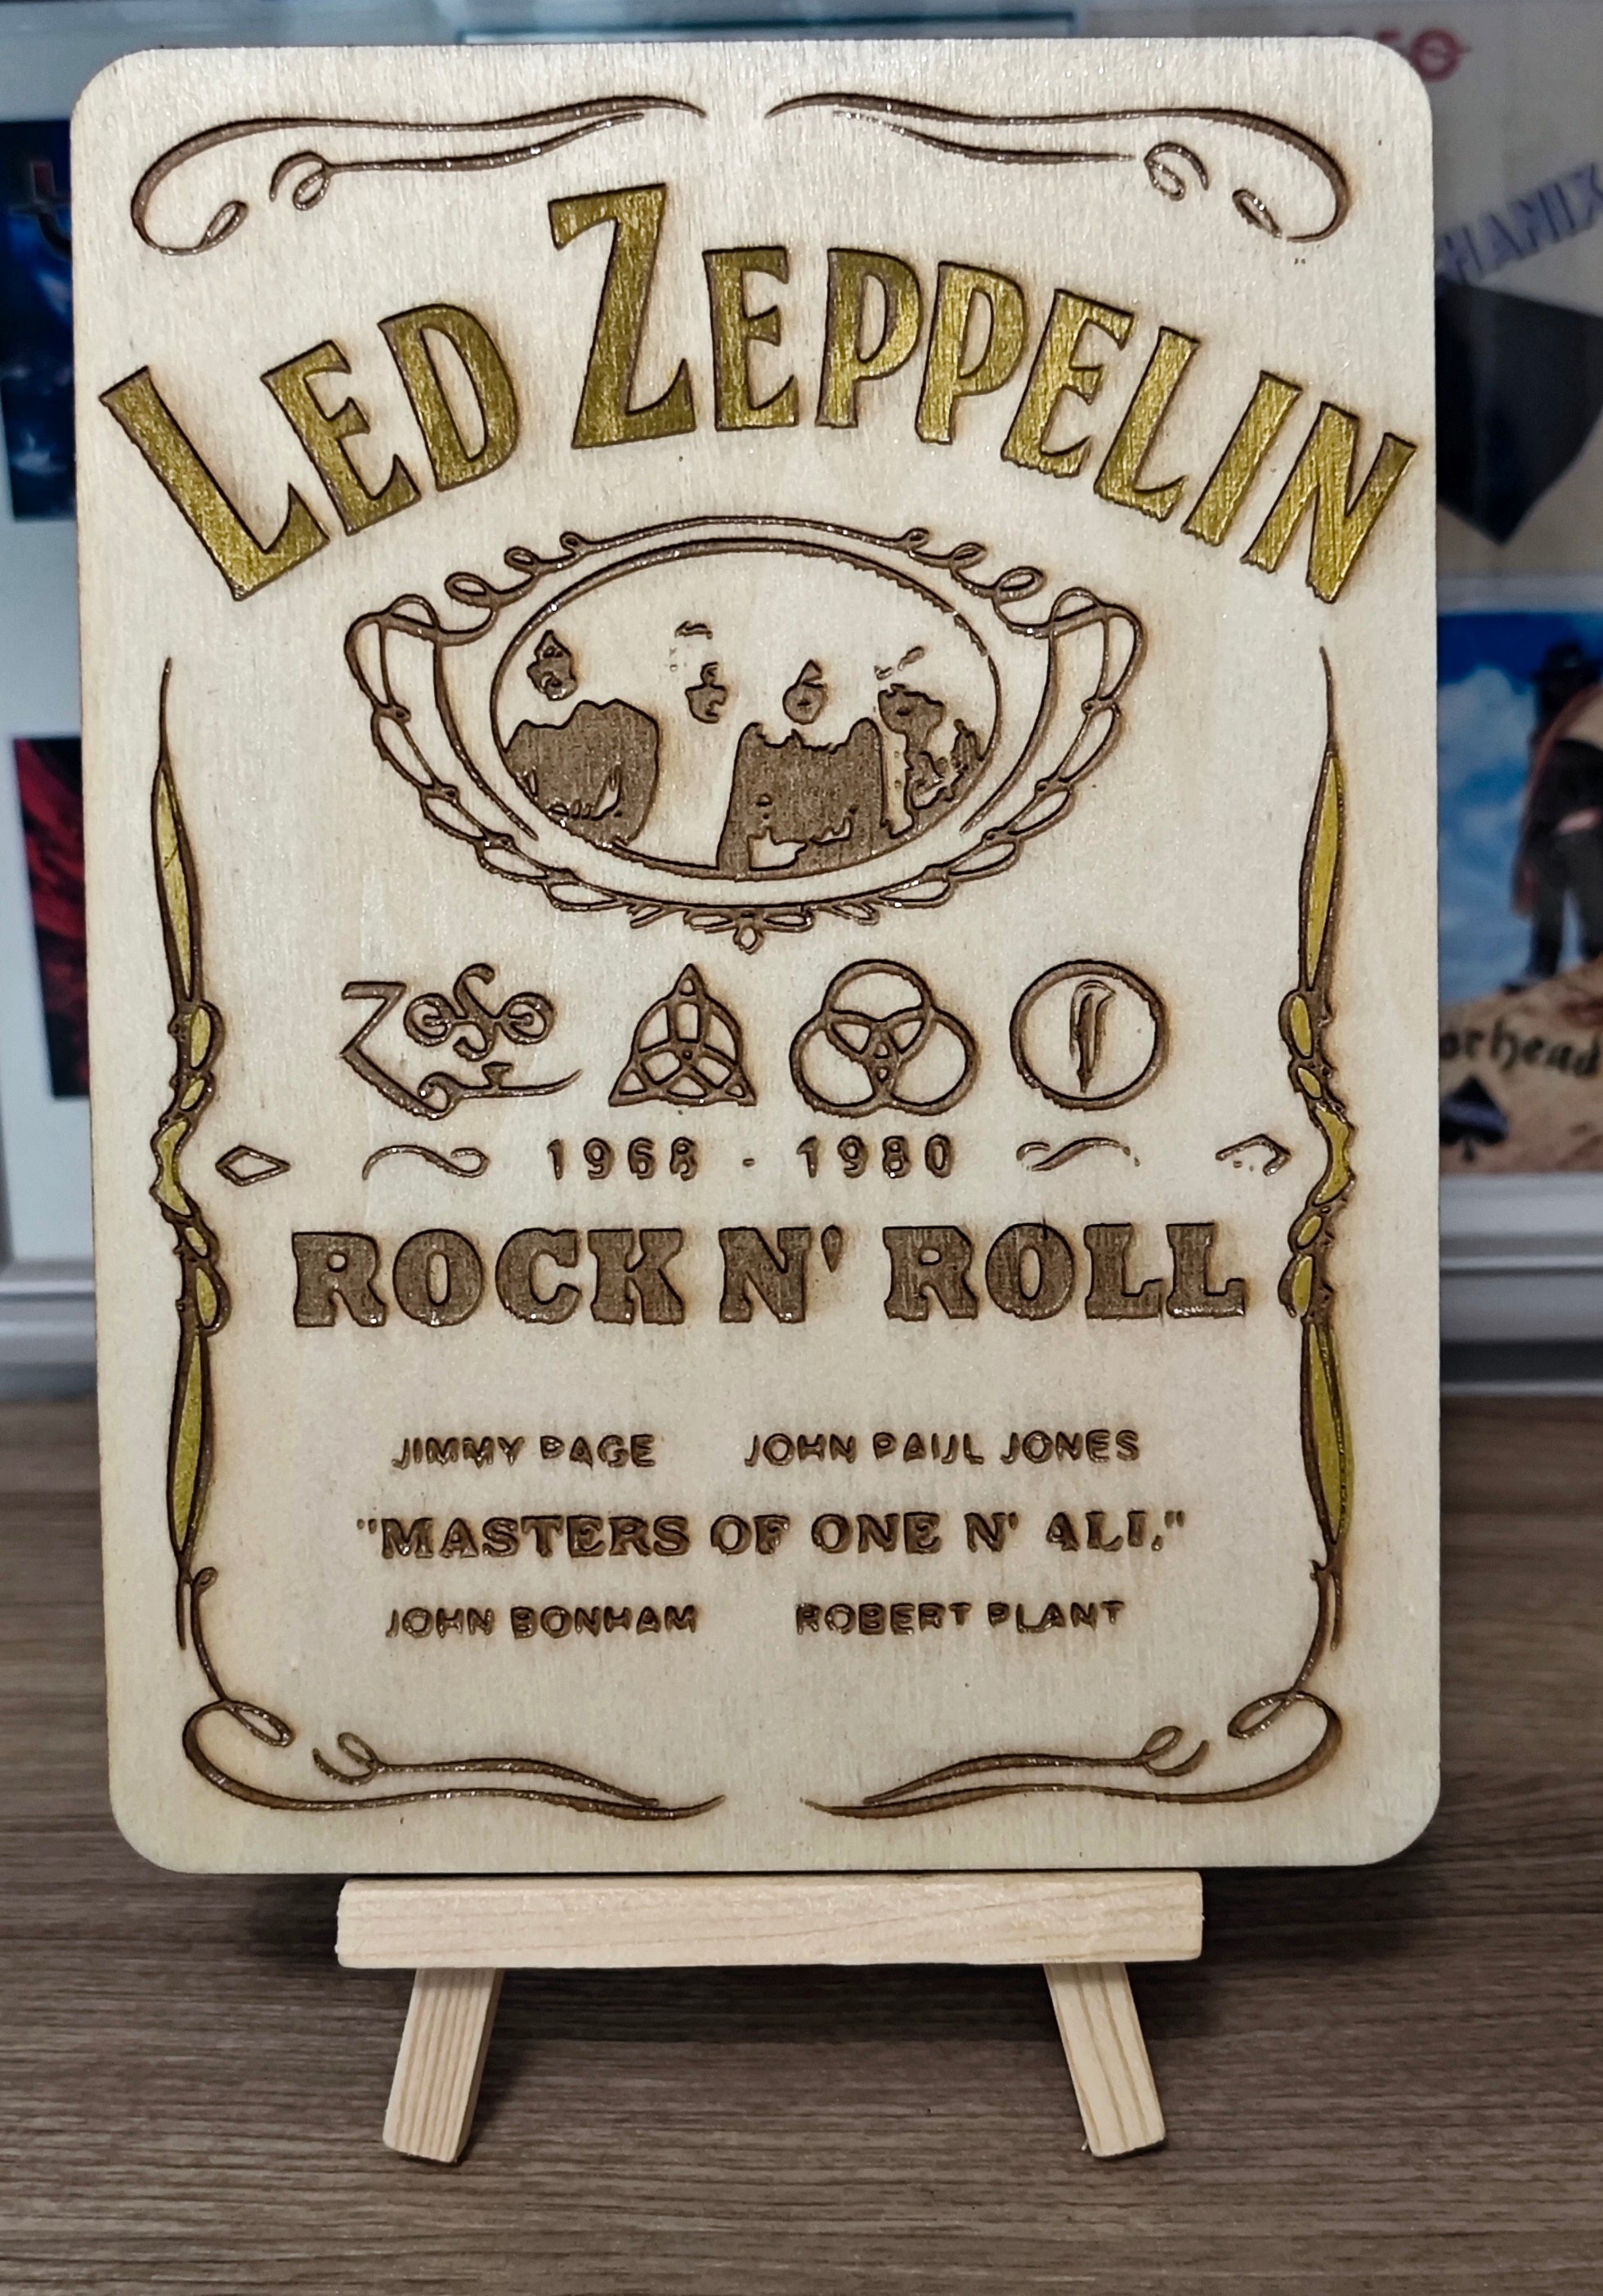 LED ZEPPELIN
ZOSO
1968 - 1980
ROCK N' ROLL
JIMMY PAGE JOHN PAUL JONES
"MASTERS OF ONE N' ALL"
JOHN BONHAM ROBERT PLANT